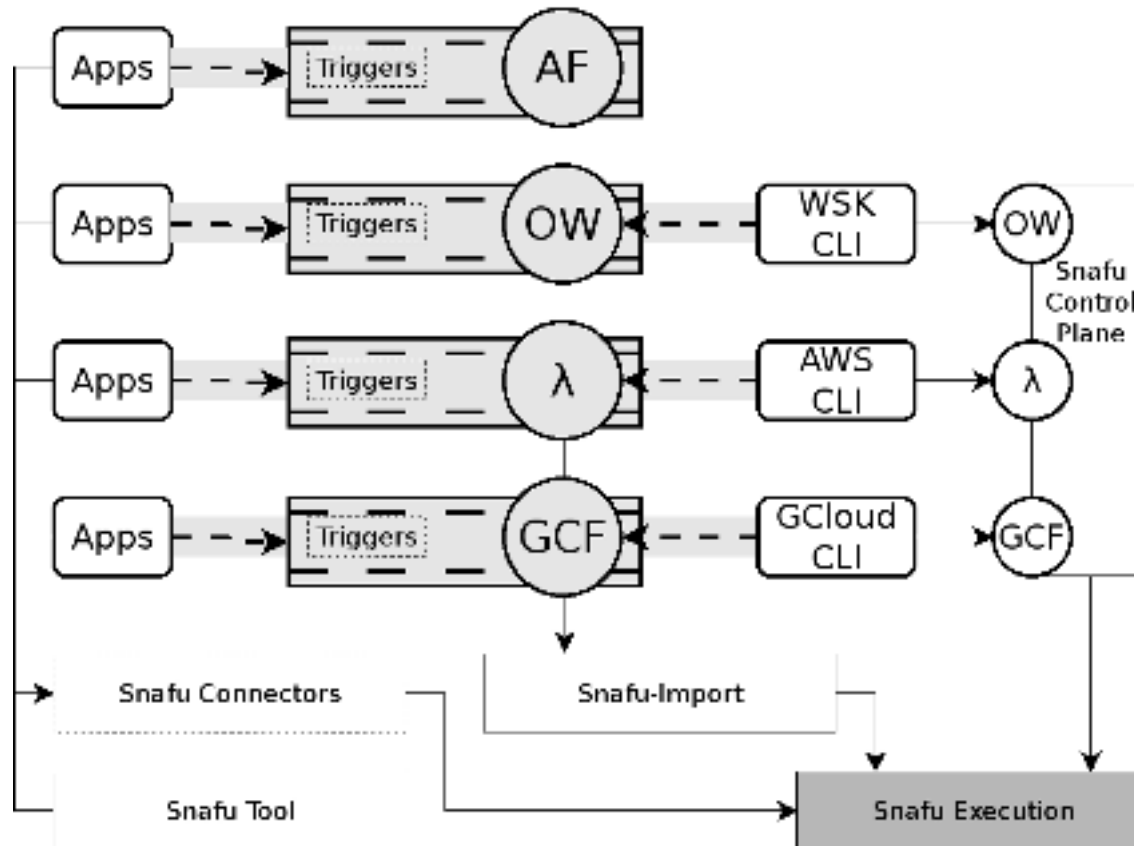 Apps
Triggers
AF
Apps
Triggers
OW
WSK
CLI
OW
Snafu
Control
Plane
Apps
Triggers
λ
AWS
CLI
λ
Apps
Triggers
GCF
GCloud
CLI
GCF
Snafu Connectors
Snafu-Import
Snafu Tool
Snafu Execution